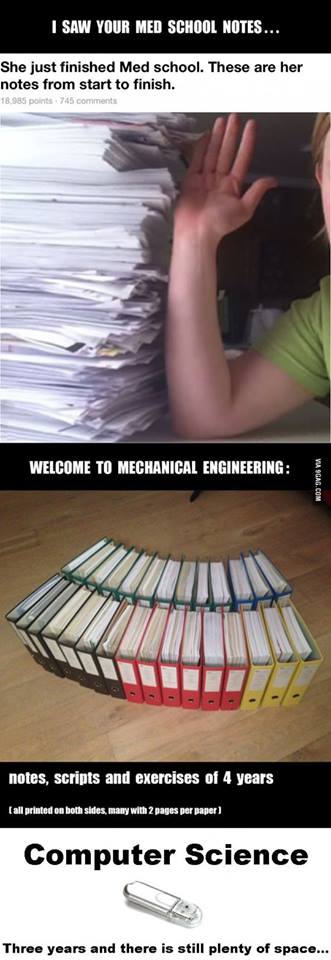 I SAW YOUR MED SCHOOL NOTES...
She just finished Med school. These are her
notes from start to finish.
18,985 points · 745 comments
WELCOME TO MECHANICAL ENGINEERING:
VIA 9GAG.COM
notes, scripts and exercises of 4 years
( all printed on both sides, many with 2 pages per paper )
Computer Science
Three years and there is still plenty of space...